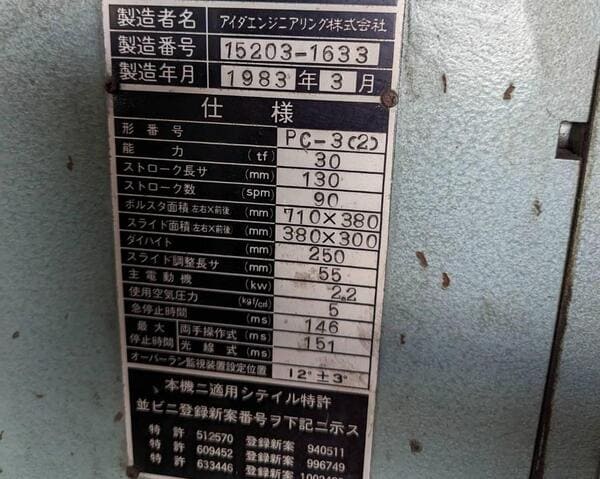 製造者名 アイダエンジニアリング株式会社
製造番号 15203-1633
製造年月 1983年3月
仕様
形番号 PC-3(2)
能力 (tf) 30
ストローク長サ (mm) 130
ストローク数 (spm) 90
ボルスタ面積 左右×前後 (mm) 710×380
スライド面積 左右×前後 (mm) 380×300
ダイハイト (mm) 250
スライド調整長サ (mm) 55
主電動機 (kw) 2.2
使用空気圧力 (kgf/cm²) 5
急停止時間 (ms) 146
最大停止時間 両手操作式 (ms) 151
光線式 (ms)
オーバーラン監視装置設定位置 12°±3°
本機ニ適用シテイル特許
並ビニ登録新案番号ヲ下記ニ示ス
特許 512570 登録新案 940511
特許 609452 登録新案 996749
特許 633446 登録新案